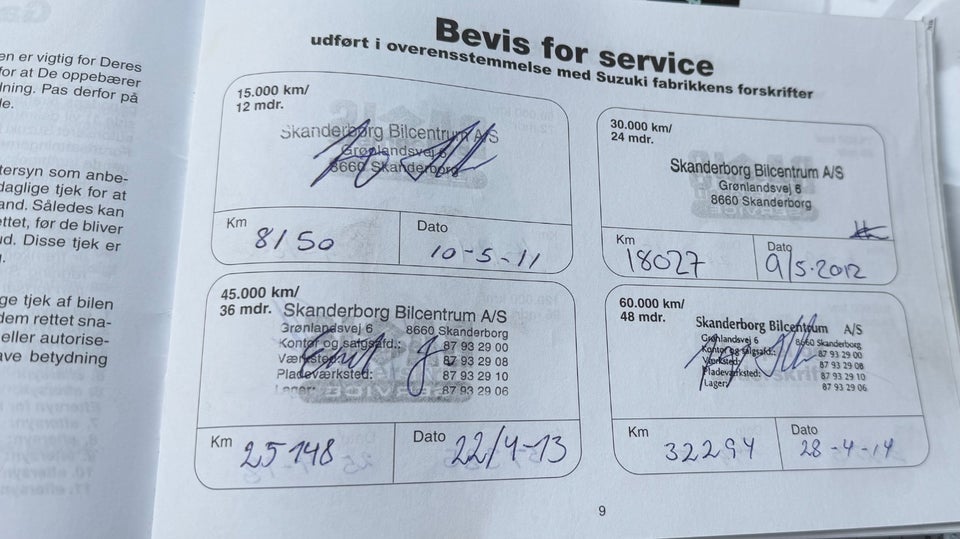 en er vigtig for Deres
for at De oppebærer
dning. Pas derfor på
le.
tersyn som anbe-
daglige tjek for at
and. Således kan
ettet, før de bliver
ud. Disse tjek er
ge tjek af bilen
dem rettet sna-
eller autorise-
ave betydning
Bevis for service
udført i overensstemmelse med Suzuki fabrikkens forskrifter
15.000 km/
12 mdr.
Skanderborg Bilcentrum A/S
Grønlandsvej 6
8660 Skanderborg
Km
8150
Dato
10-5-11
30.000 km/
24 mdr.
Skanderborg Bilcentrum A/S
Grønlandsvej 6
8660 Skanderborg
Km
18027
Dato
9/5-2012
45.000 km/
36 mdr.
Skanderborg Bilcentrum A/S
Grønlandsvej 6 8660 Skanderborg
Kontor og salgsafd.: 87 93 29 00
Værksted: 87 93 29 08
Pladeværksted: 87 93 29 10
Lager: 87 93 29 06
Km
25148
Dato
22/4-13
60.000 km/
48 mdr.
Skanderborg Bilcentrum A/S
Grønlandsvej 6 8660 Skanderborg
Kontor og salgsafd.: 87 93 29 00
Værksted: 87 93 29 08
Pladeværksted: 87 93 29 10
Lager: 87 93 29 06
Km
32294
Dato
28-4-14
9